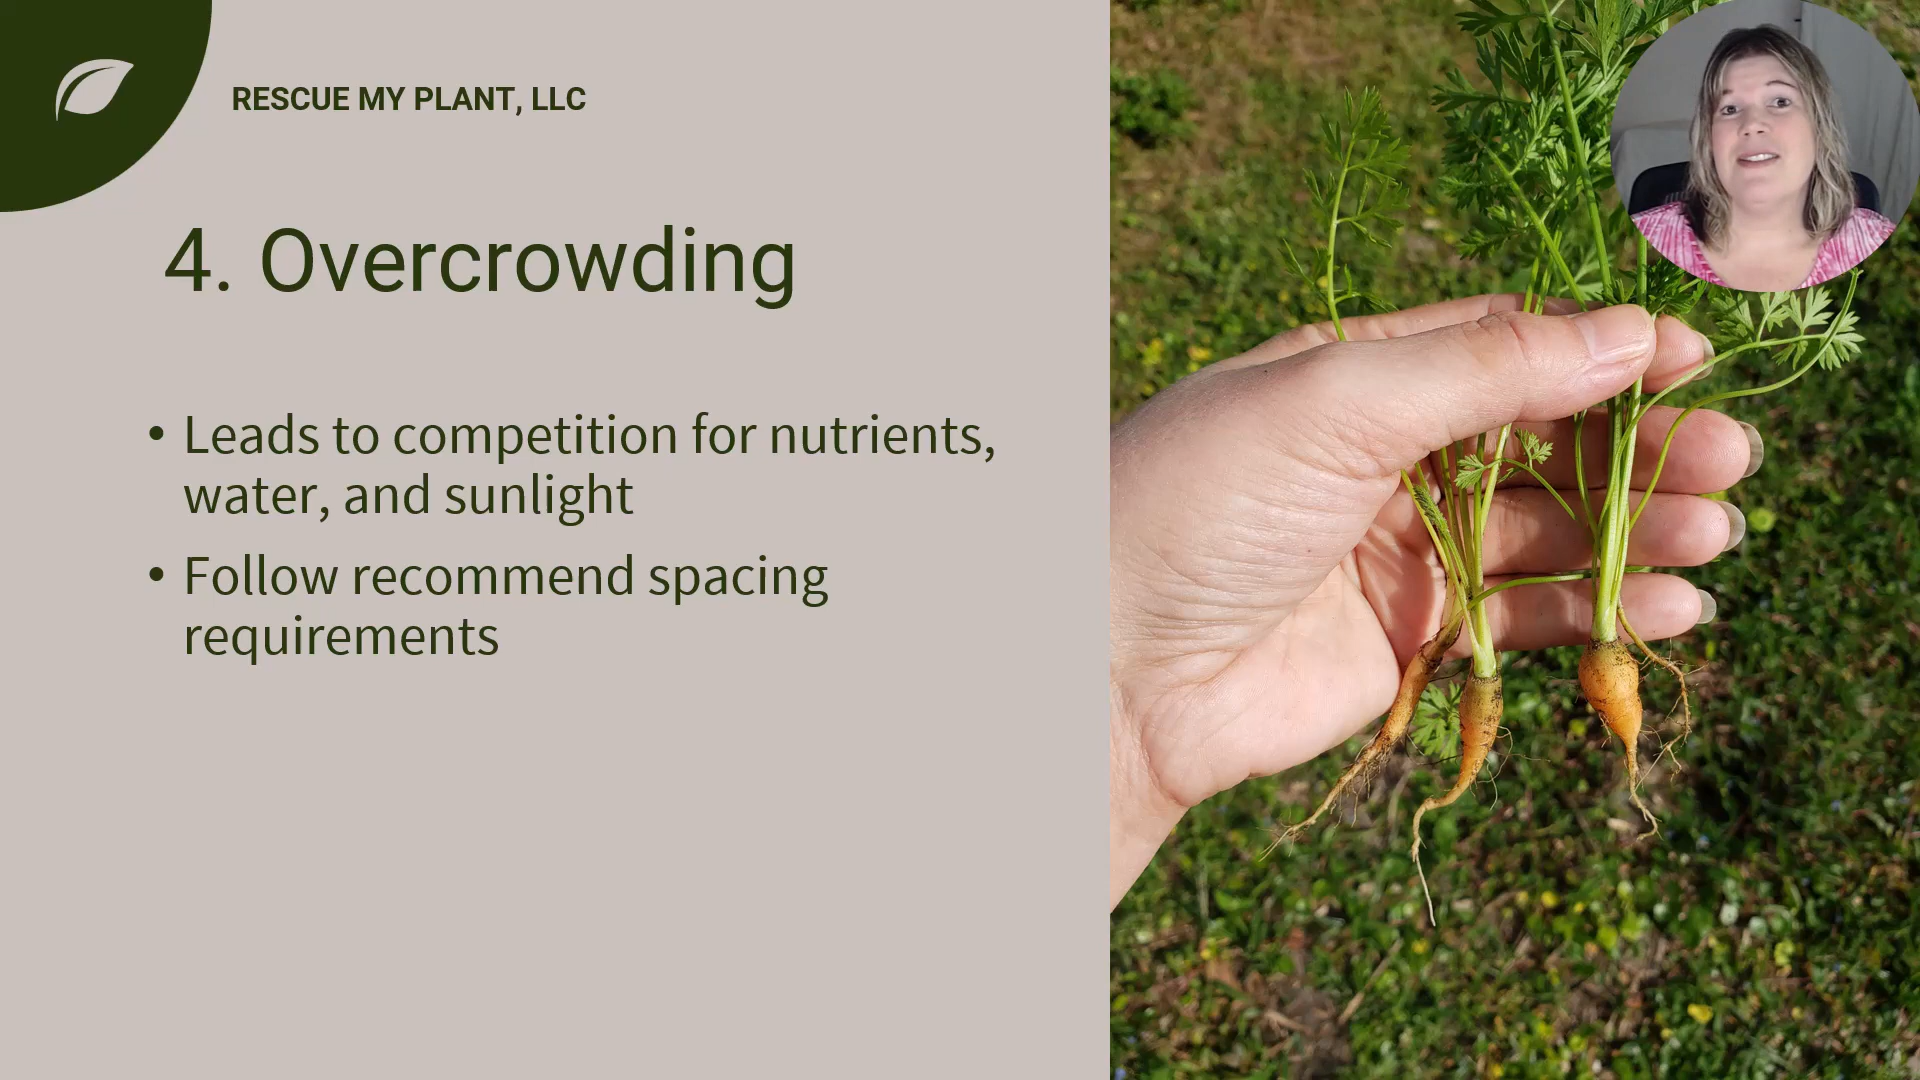 RESCUE MY PLANT, LLC
4. Overcrowding
• Leads to competition for nutrients,
water, and sunlight
• Follow recommend spacing
requirements